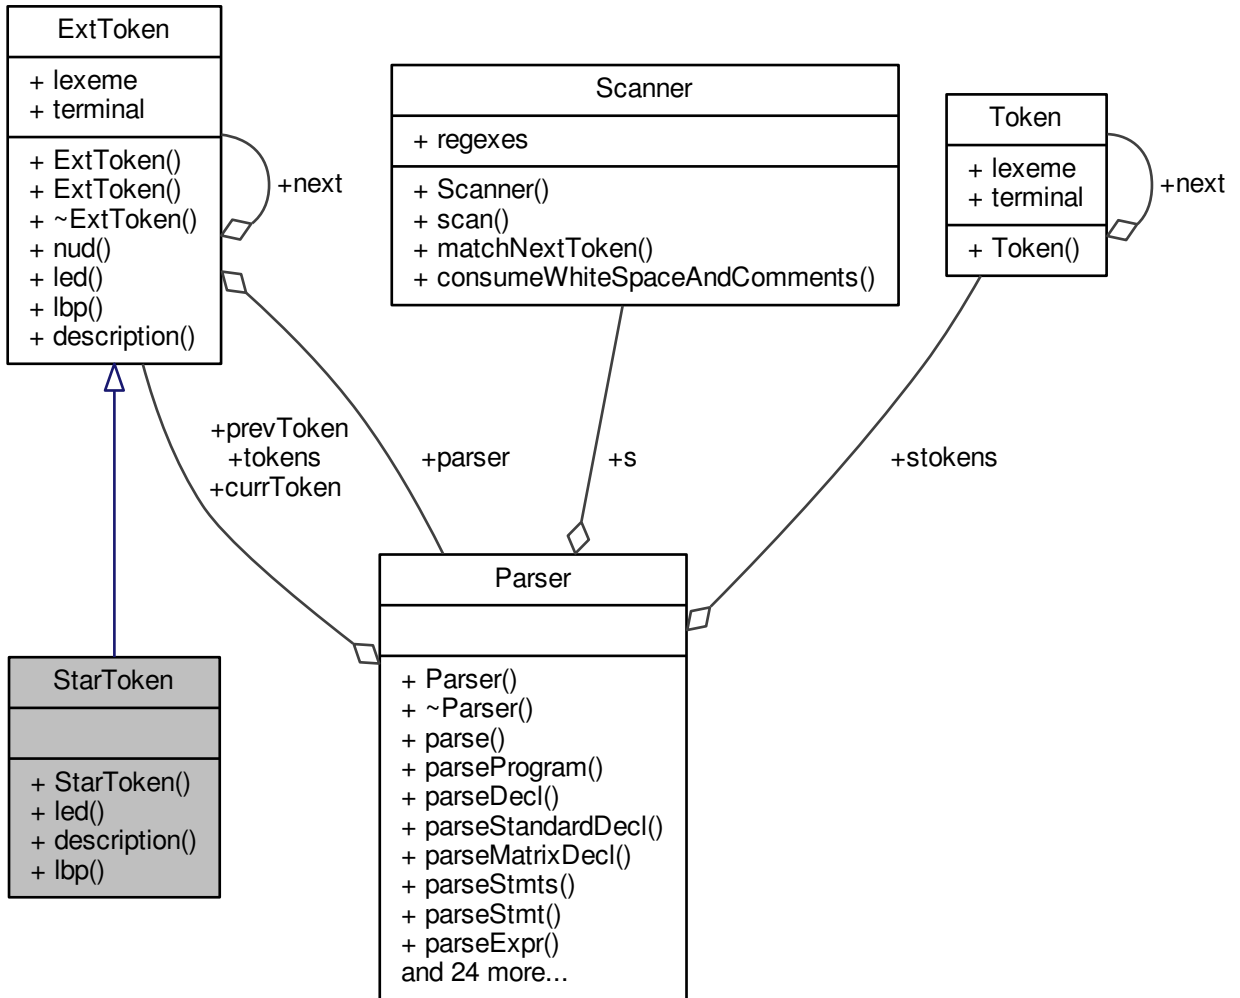 ExtToken
+ lexeme
+ terminal
+ ExtToken()
+ ExtToken()
+ ~ExtToken()
+ nud()
+ led()
+ lbp()
+ description()
+next
Scanner
+ regexes
+ Scanner()
+ scan()
+ matchNextToken()
+ consumeWhiteSpaceAndComments()
Token
+ lexeme
+ terminal
+ Token()
+next
+prevToken
+tokens
+currToken
+parser
+s
+stokens
StarToken
+ StarToken()
+ led()
+ description()
+ lbp()
Parser
+ Parser()
+ ~Parser()
+ parse()
+ parseProgram()
+ parseDecl()
+ parseStandardDecl()
+ parseMatrixDecl()
+ parseStmts()
+ parseStmt()
+ parseExpr()
and 24 more...